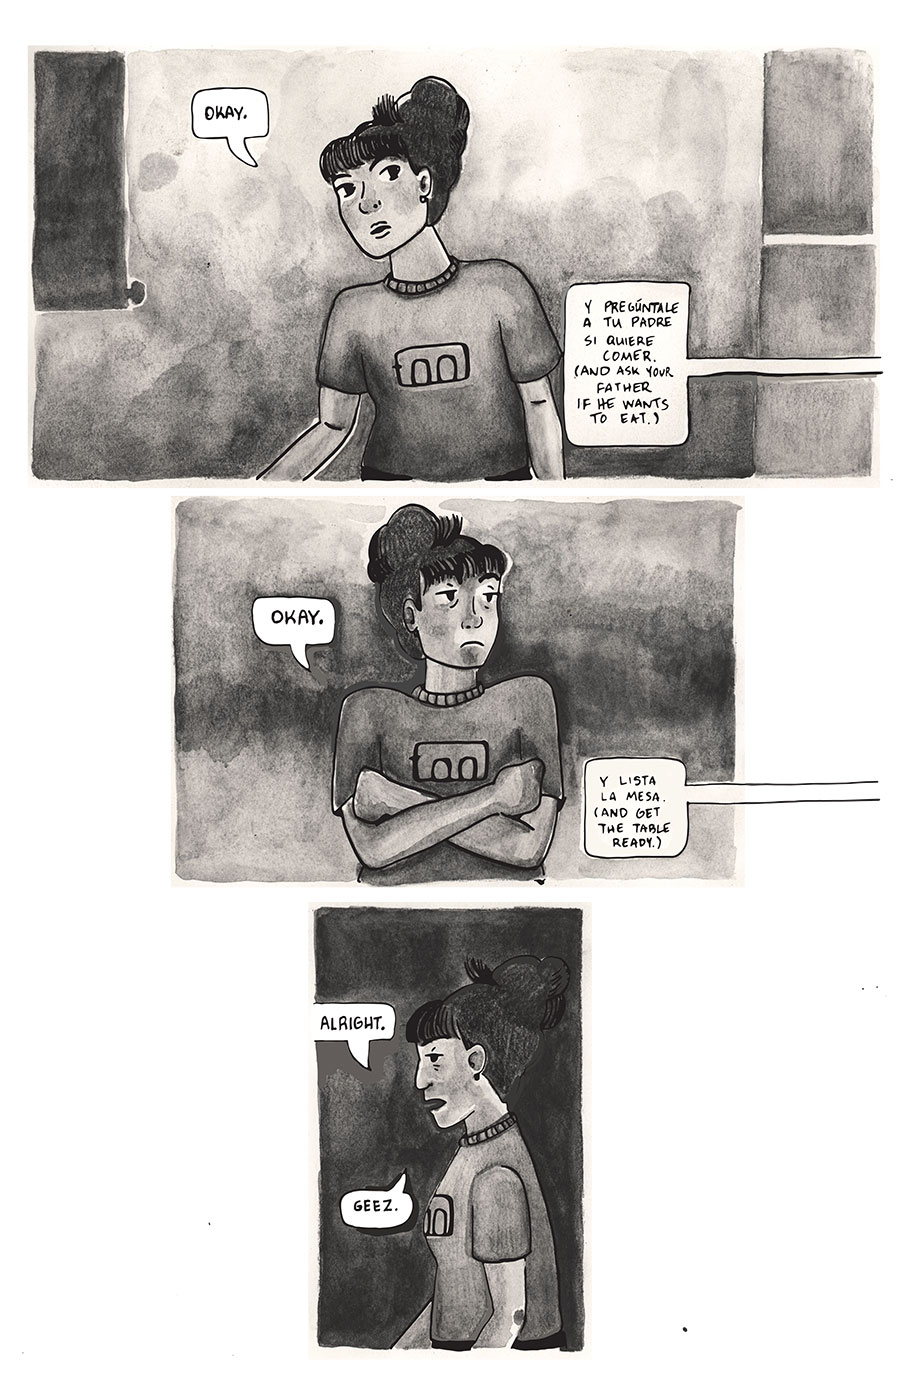 OKAY.
Y PREGÚNTALE
A TU PADRE
SI QUIERE
COMER.
(AND ASK YOUR
FATHER
IF HE WANTS
TO EAT.)
OKAY.
Y LISTA
LA MESA.
(AND GET
THE TABLE
READY.)
ALRIGHT.
GEEZ.